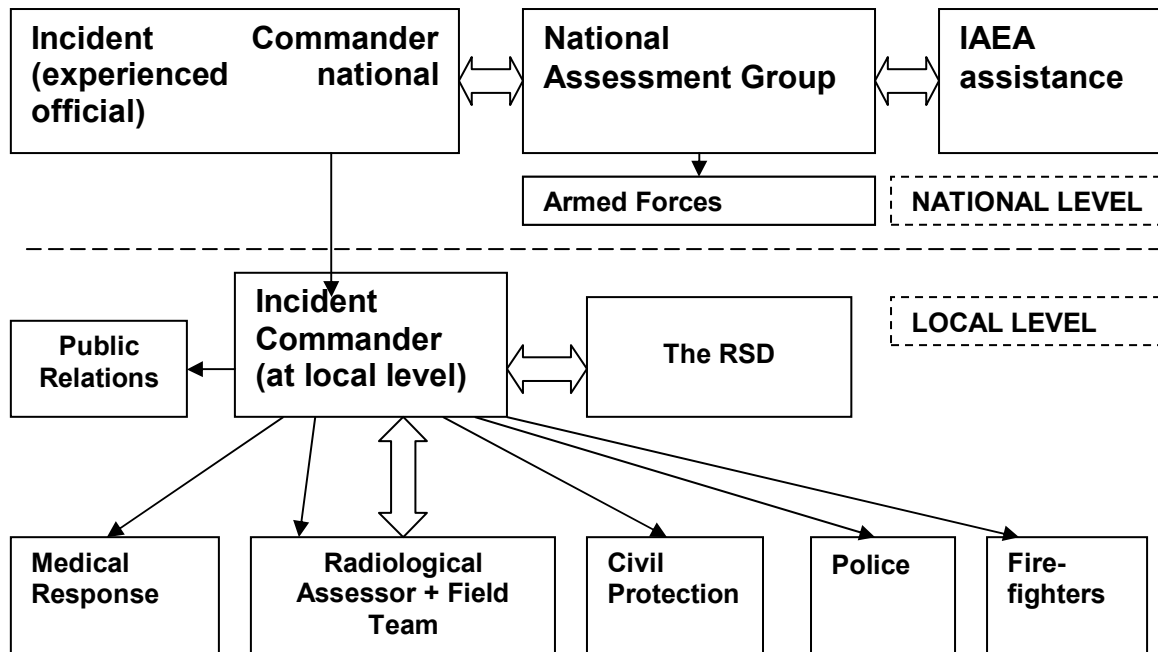 Incident Commander
(experienced national
official)
National
Assessment Group
IAEA
assistance
Armed Forces
NATIONAL LEVEL
Incident
Commander
(at local level)
LOCAL LEVEL
Public
Relations
The RSD
Medical
Response
Radiological
Assessor + Field
Team
Civil
Protection
Police
Fire-
fighters